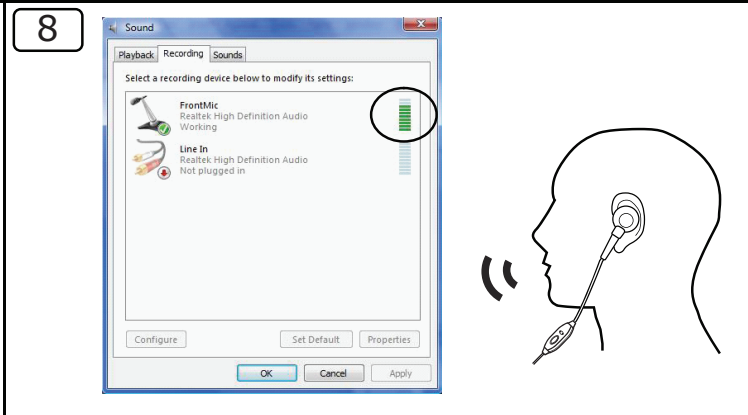 8
Sound
Playback Recording Sounds
Select a recording device below to modify its settings:
FrontMic
Realtek High Definition Audio
Working
Line In
Realtek High Definition Audio
Not plugged in
Configure Set Default Properties
OK Cancel Apply